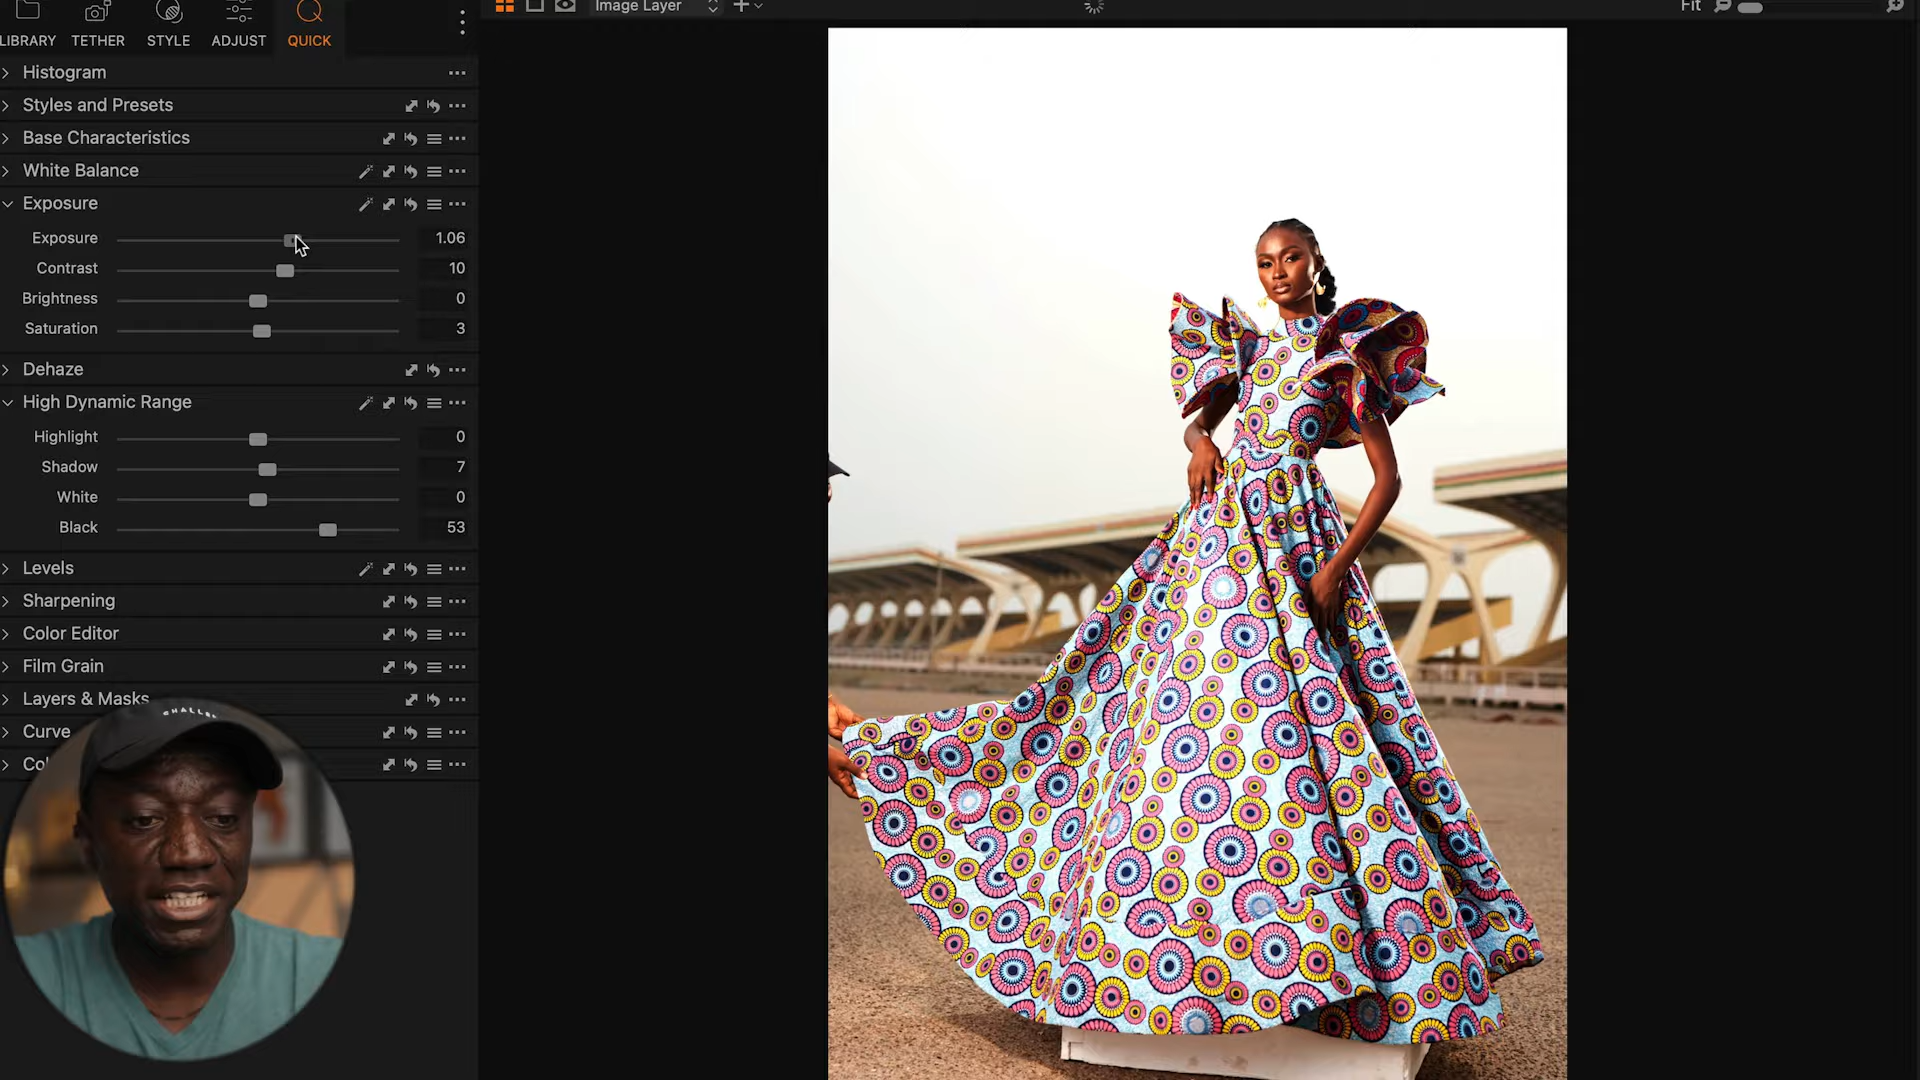 Image Layer
Fit
LIBRARY TETHER STYLE ADJUST QUICK
Histogram
Styles and Presets
Base Characteristics
White Balance
Exposure
Exposure 1.06
Contrast 10
Brightness 0
Saturation 3
Dehaze
High Dynamic Range
Highlight 0
Shadow 7
White 0
Black 53
Levels
Sharpening
Color Editor
Film Grain
Layers & Masks
Curve